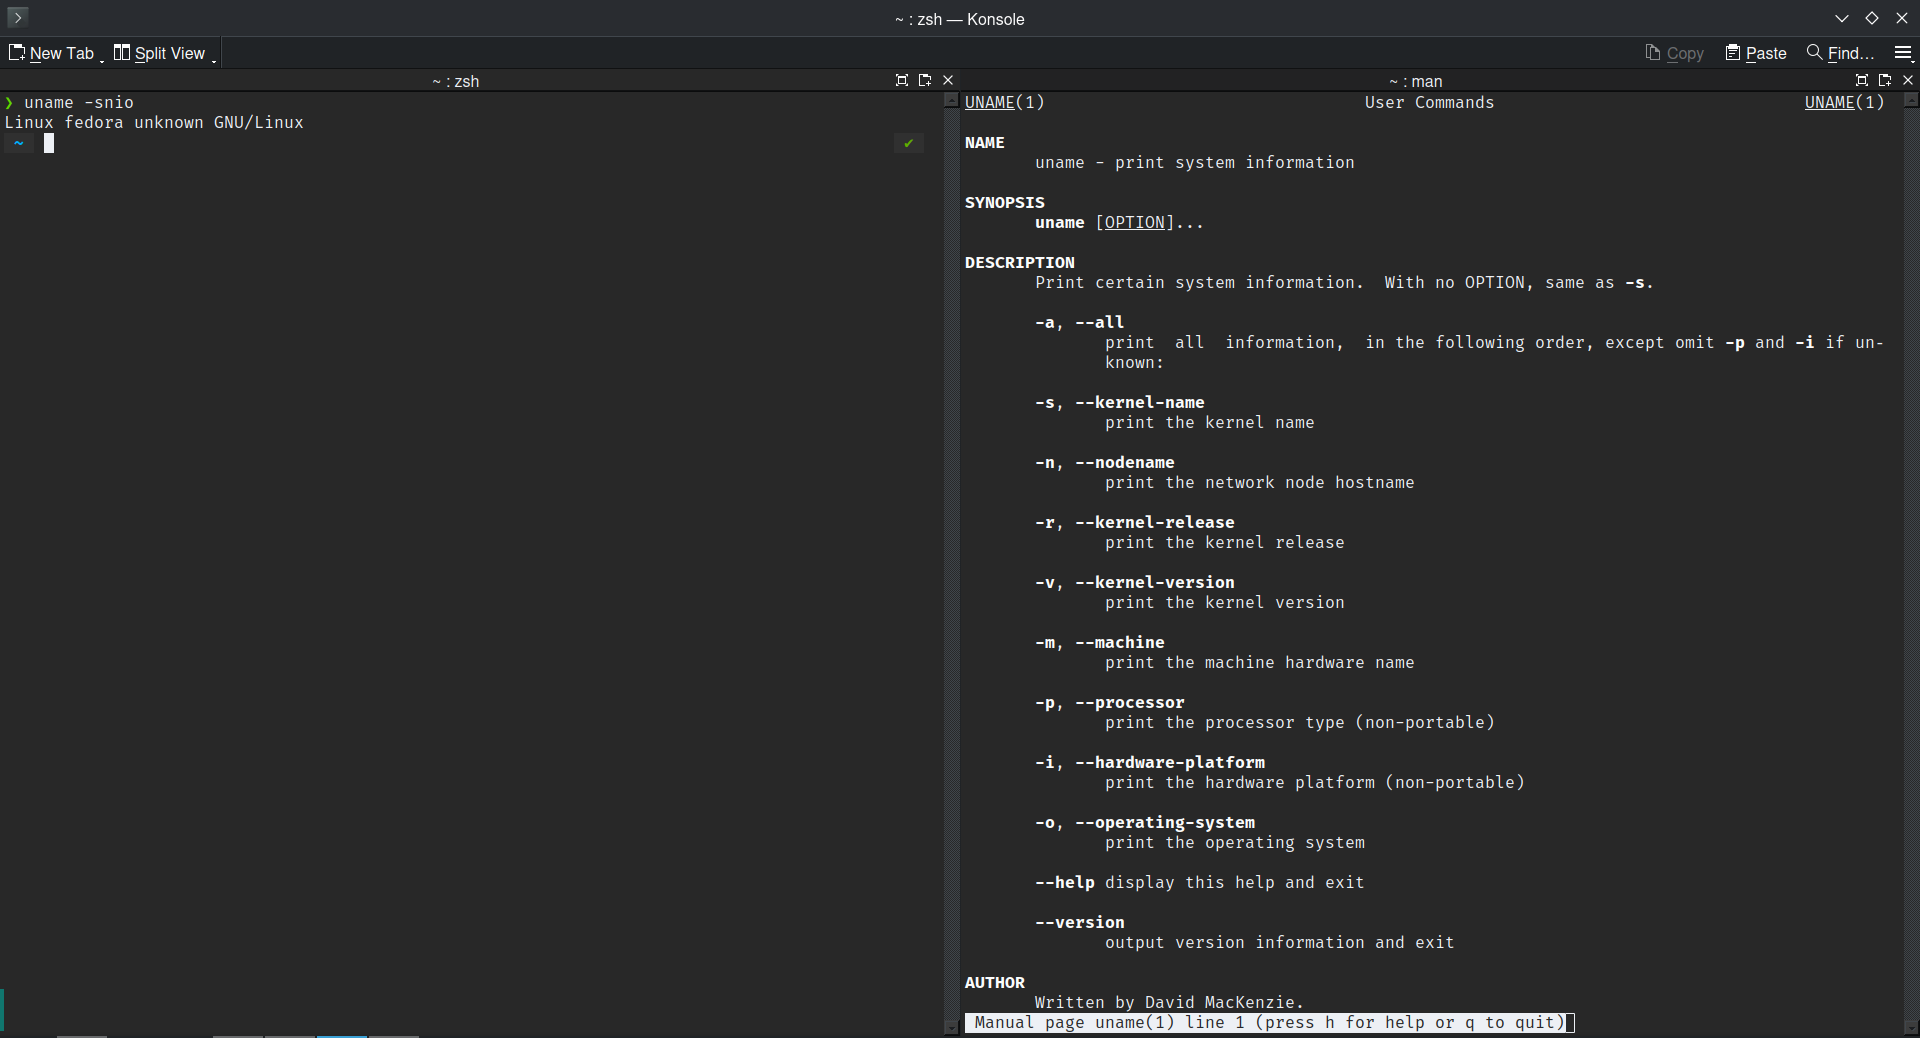 ~ : zsh — Konsole
New Tab Split View Copy Paste Find...
~ : zsh
❯ uname -snio
Linux fedora unknown GNU/Linux
~ ✔
~ : man
UNAME(1) User Commands UNAME(1)
NAME
uname - print system information
SYNOPSIS
uname [OPTION]...
DESCRIPTION
Print certain system information.  With no OPTION, same as -s.
-a, --all
print  all  information,  in the following order, except omit -p and -i if un-
known:
-s, --kernel-name
print the kernel name
-n, --nodename
print the network node hostname
-r, --kernel-release
print the kernel release
-v, --kernel-version
print the kernel version
-m, --machine
print the machine hardware name
-p, --processor
print the processor type (non-portable)
-i, --hardware-platform
print the hardware platform (non-portable)
-o, --operating-system
print the operating system
--help display this help and exit
--version
output version information and exit
AUTHOR
Written by David MacKenzie.
Manual page uname(1) line 1 (press h for help or q to quit)